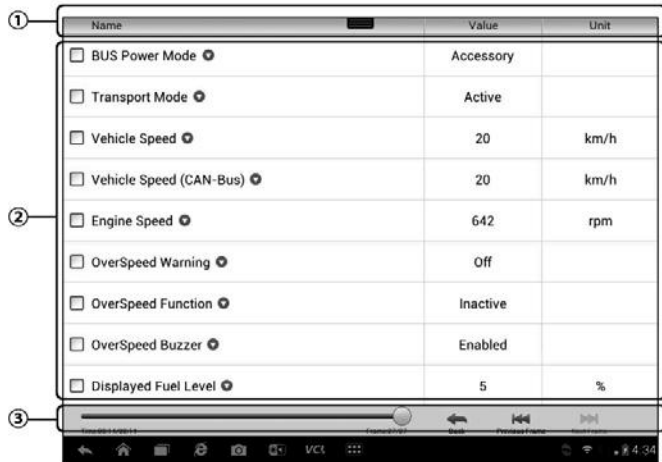 ①
Name Value Unit
②
BUS Power Mode Accessory
Transport Mode Active
Vehicle Speed 20 km/h
Vehicle Speed (CAN-Bus) 20 km/h
Engine Speed 642 rpm
OverSpeed Warning Off
OverSpeed Function Inactive
OverSpeed Buzzer Enabled
Displayed Fuel Level 5 %
③
Back Previous Frame Next Frame
VCI 4:34